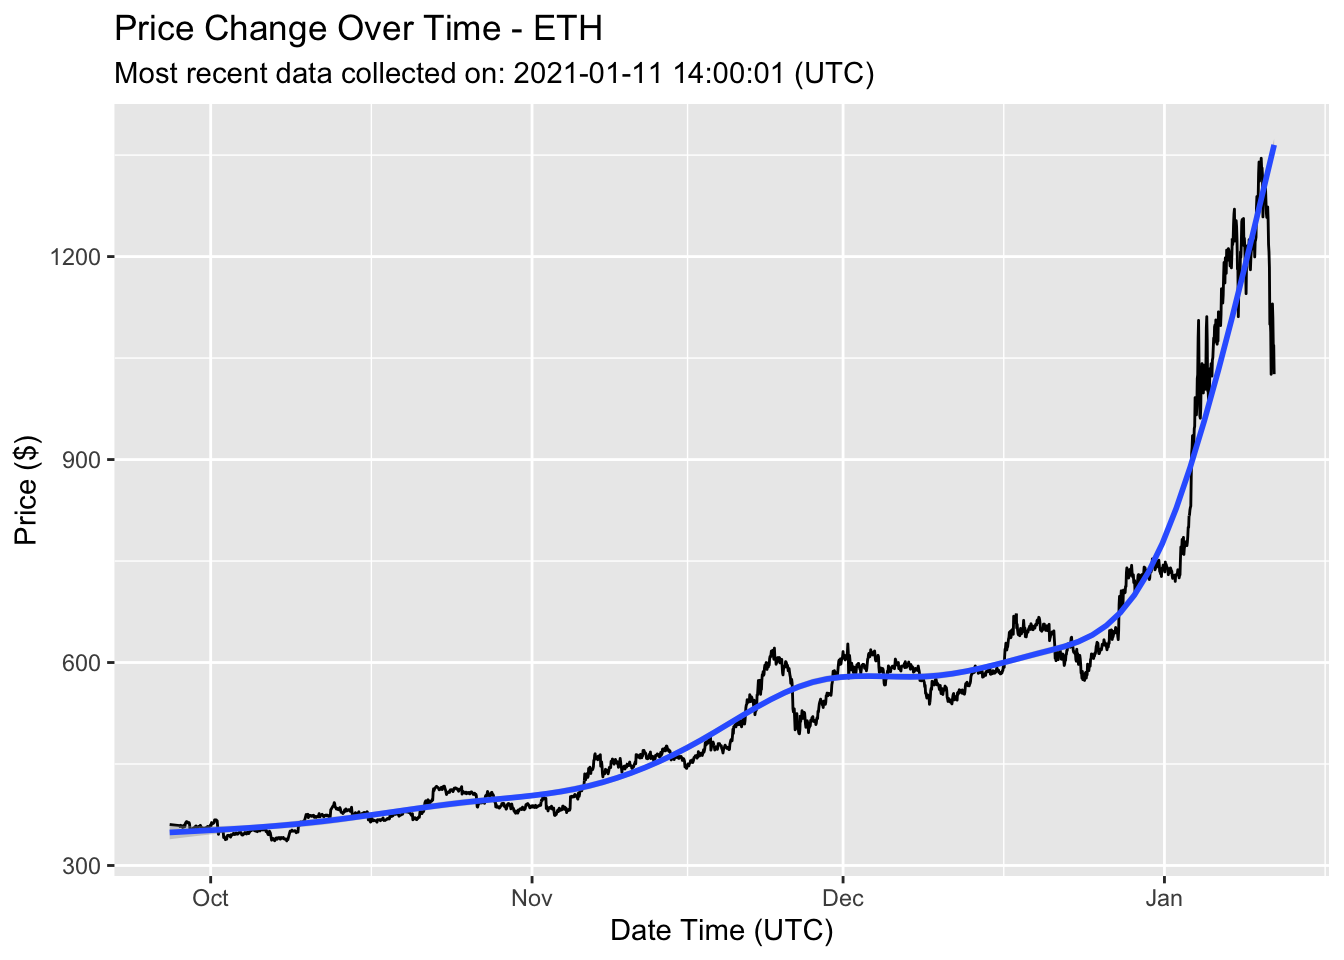 Price Change Over Time - ETH
Most recent data collected on: 2021-01-11 14:00:01 (UTC)
Price ($)
1200
900
600
300
Oct
Nov
Dec
Jan
Date Time (UTC)